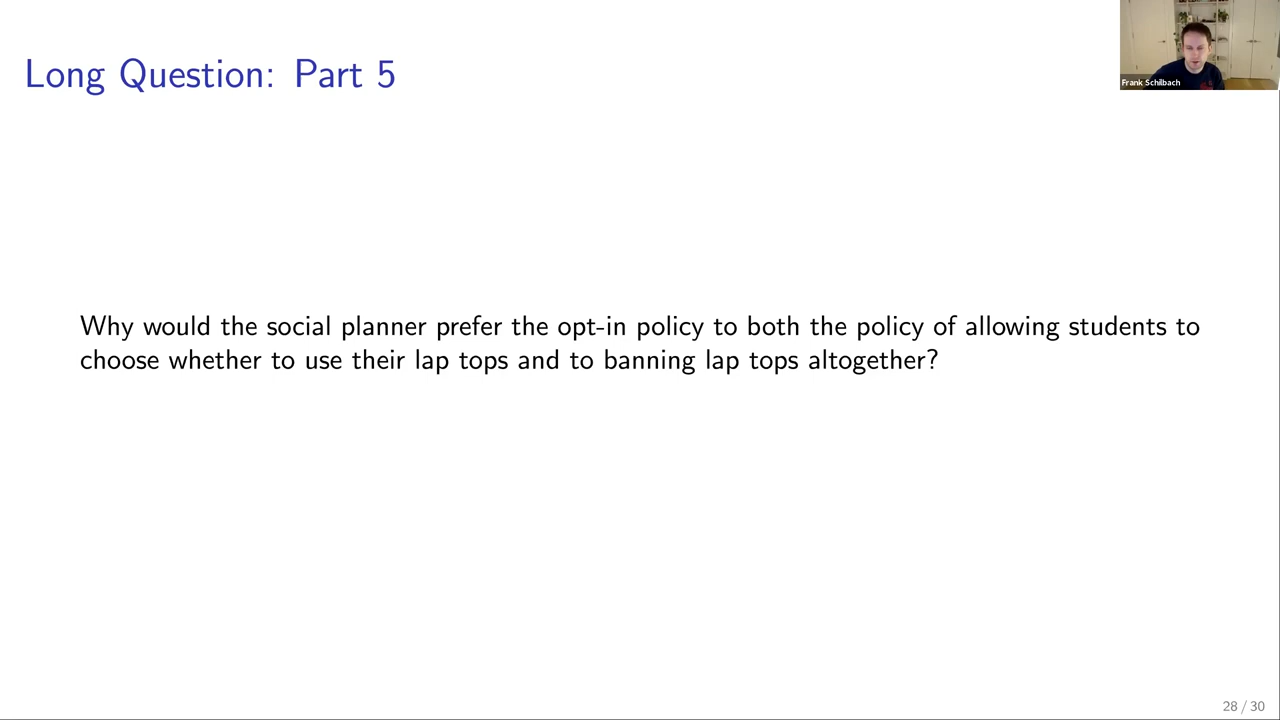 Long Question: Part 5
Frank Schilbach
Why would the social planner prefer the opt-in policy to both the policy of allowing students to
choose whether to use their lap tops and to banning lap tops altogether?
28 / 30